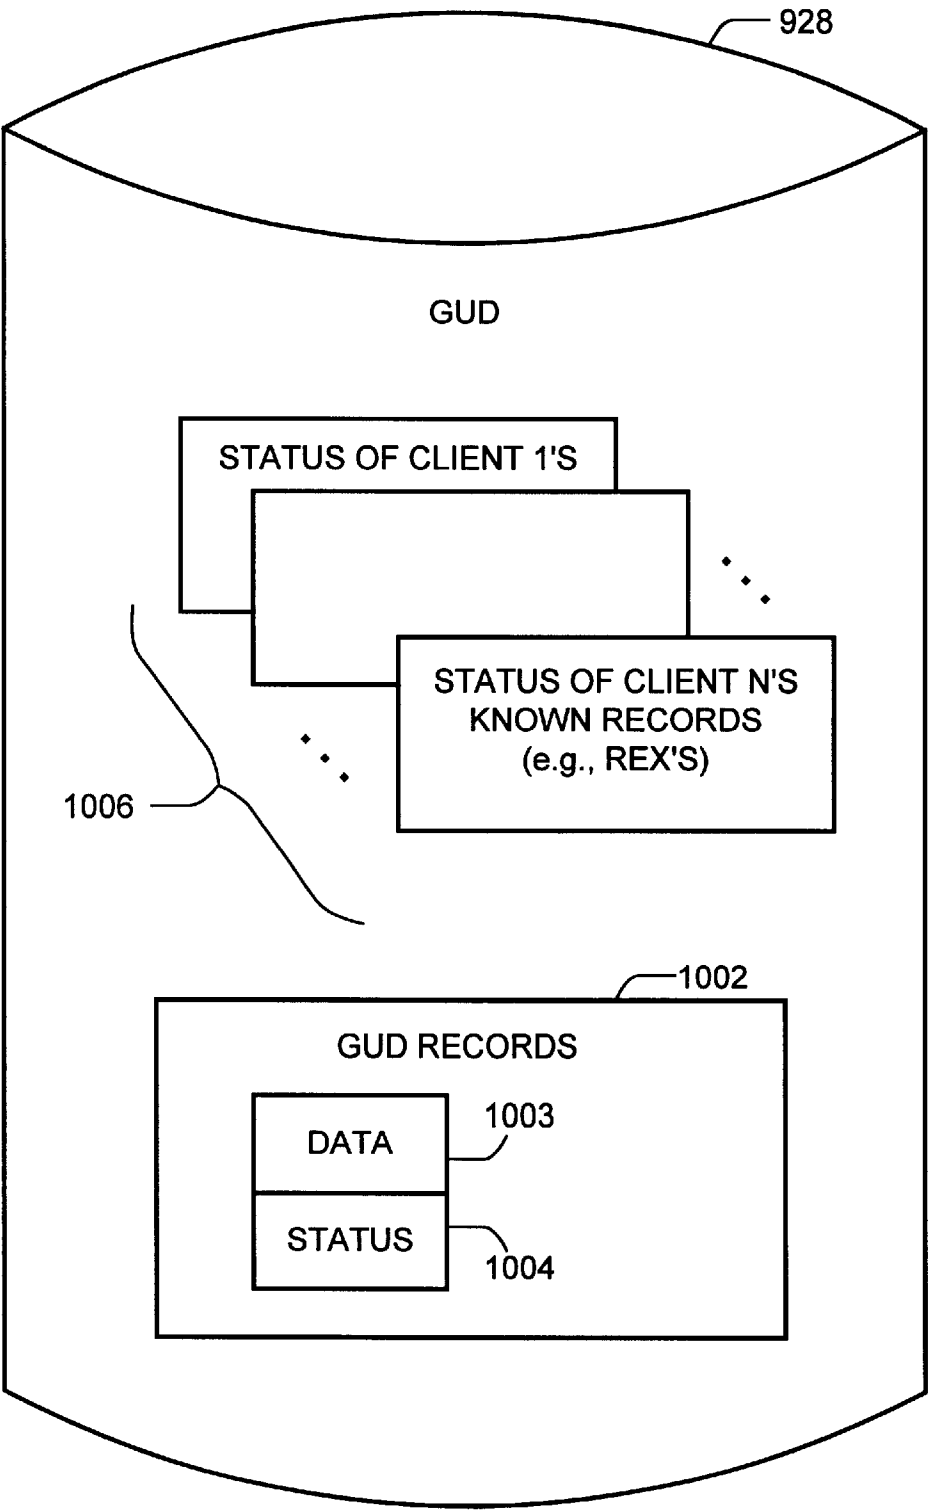 928
GUD
STATUS OF CLIENT 1'S
STATUS OF CLIENT N'S
KNOWN RECORDS
(e.g., REX'S)
1006
1002
GUD RECORDS
1003
DATA
STATUS
1004